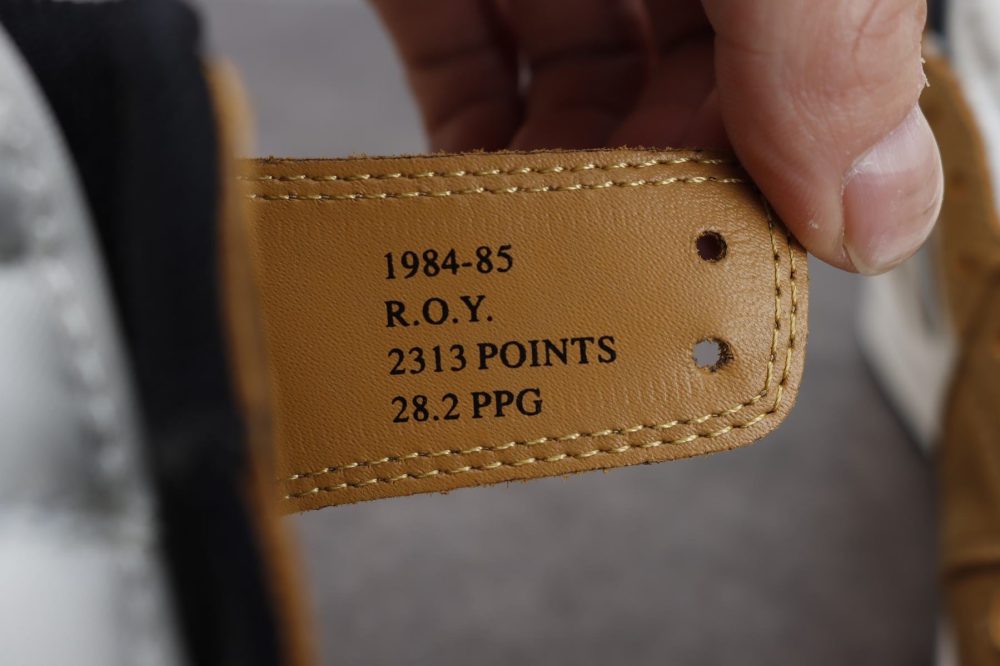 1984-85
R.O.Y.
2313 POINTS
28.2 PPG